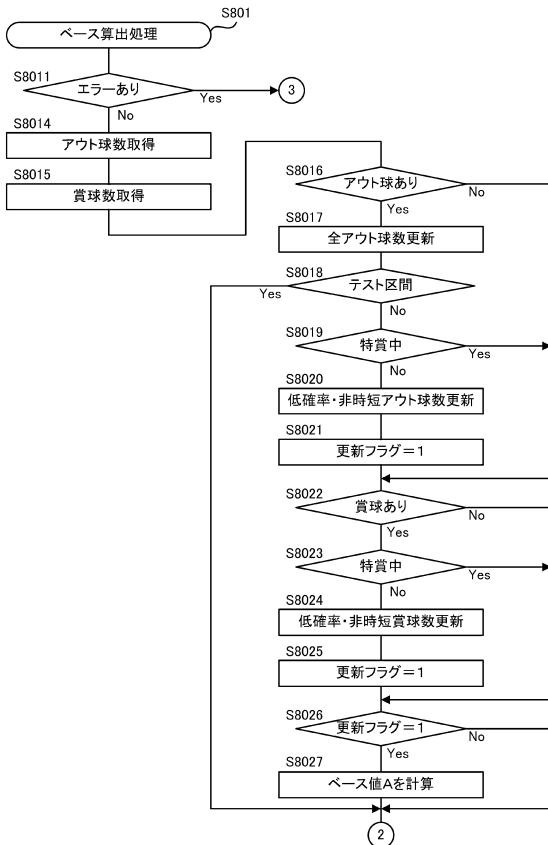 S801
ベース算出処理
S8011
エラーあり
Yes
3
No
S8014
アウト球数取得
S8015
賞球数取得
S8016
アウト球あり
No
Yes
S8017
全アウト球数更新
S8018
テスト区間
Yes
No
S8019
特賞中
Yes
No
S8020
低確率・非時短アウト球数更新
S8021
更新フラグ＝1
S8022
賞球あり
No
Yes
S8023
特賞中
Yes
No
S8024
低確率・非時短賞球数更新
S8025
更新フラグ＝1
S8026
更新フラグ＝1
No
Yes
S8027
ベース値Aを計算
2